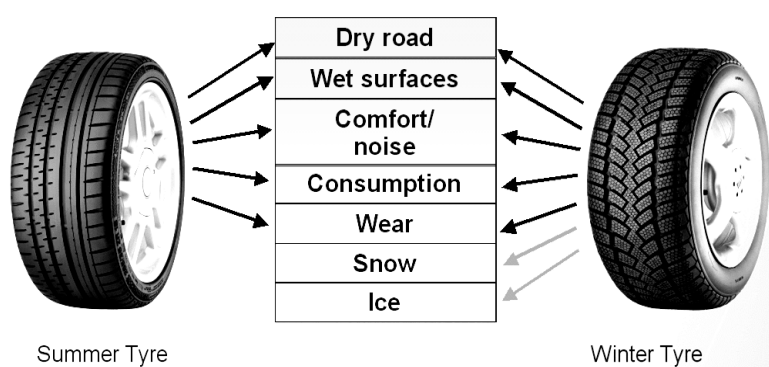 Dry road
Wet surfaces
Comfort/
noise
Consumption
Wear
Snow
Ice
Summer Tyre
Winter Tyre